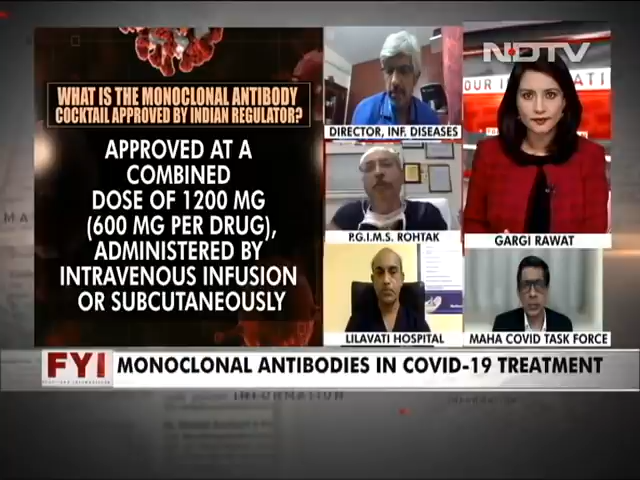 NDTV
WHAT IS THE MONOCLONAL ANTIBODY
COCKTAIL APPROVED BY INDIAN REGULATOR?
APPROVED AT A
COMBINED
DOSE OF 1200 MG
(600 MG PER DRUG),
ADMINISTERED BY
INTRAVENOUS INFUSION
OR SUBCUTANEOUSLY
DIRECTOR, INF. DISEASES
P.G.I.M.S. ROHTAK
GARGI RAWAT
LILAVATI HOSPITAL
MAHA COVID TASK FORCE
FYI
MONOCLONAL ANTIBODIES IN COVID-19 TREATMENT
INFORMATION